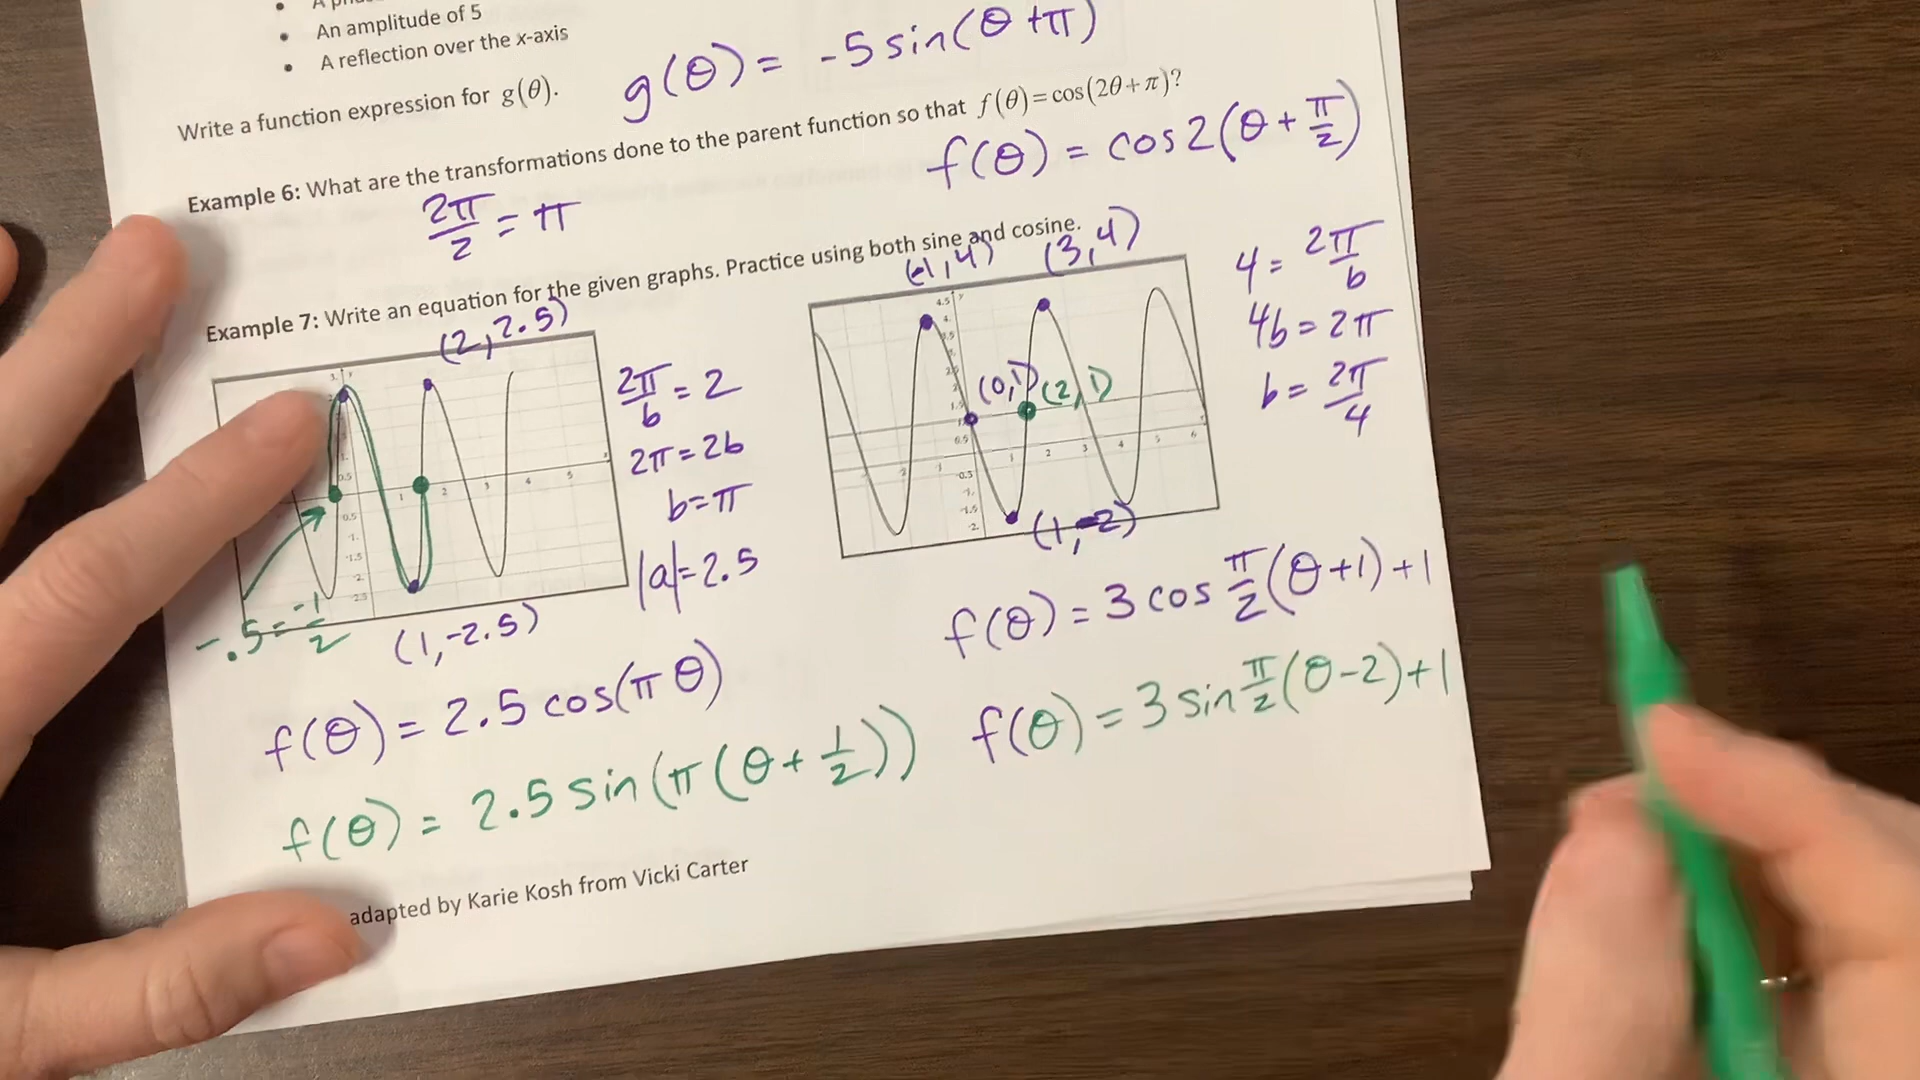 An amplitude of 5
A reflection over the x-axis
Write a function expression for g(θ).
g(θ) = -5 sin(θ + π)
Example 6: What are the transformations done to the parent function so that f(θ) = cos(2θ + π)?
2π/2 = π
f(θ) = cos 2(θ + π/2)
Example 7: Write an equation for the given graphs. Practice using both sine and cosine.
(2, 2.5)
2π/b = 2
2π = 2b
b = π
|a| = 2.5
-.5 = -1/2
(1, -2.5)
f(θ) = 2.5 cos(π θ)
f(θ) = 2.5 sin(π(θ + 1/2))
(-1, 4)
(3, 4)
(0, 1)
(2, 1)
(1, -2)
4 = 2π/b
4b = 2π
b = 2π/4
f(θ) = 3 cos π/2 (θ+1) + 1
f(θ) = 3 sin π/2 (θ-2) + 1
adapted by Karie Kosh from Vicki Carter